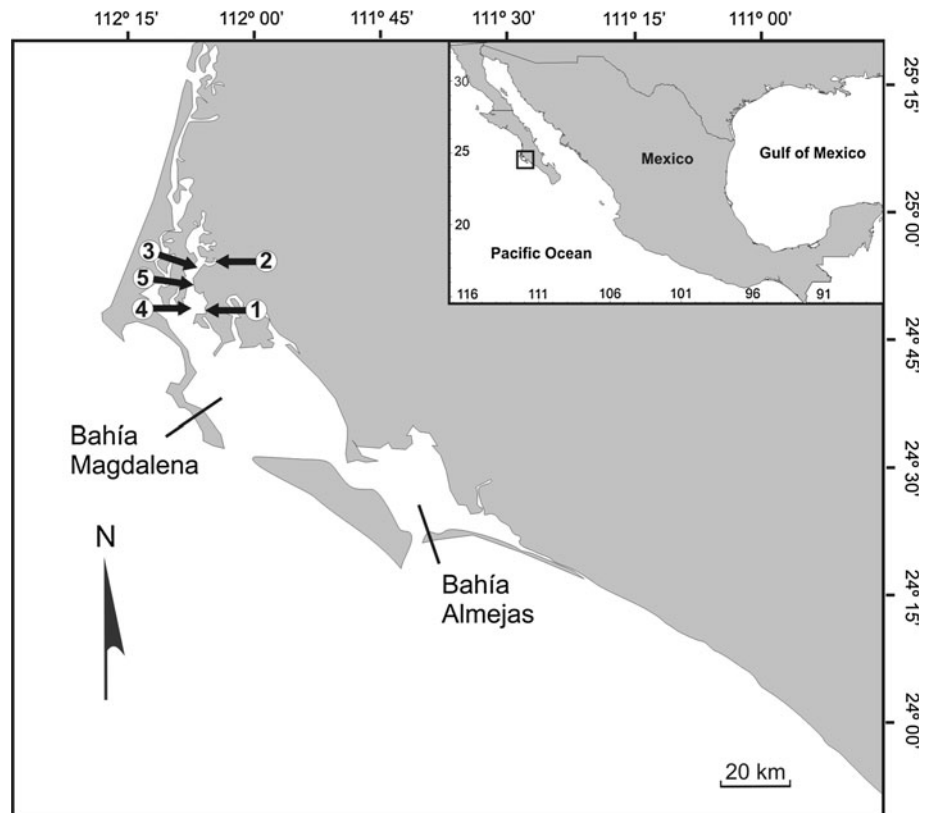 112º 15' 112º 00' 111º 45' 111º 30' 111º 15' 111º 00'
25º 15'
25º 00'
24º 45'
24º 30'
24º 15'
24º 00'
30
25
20
116 111 106 101 96 91
Mexico
Gulf of Mexico
Pacific Ocean
3
2
5
4
1
Bahía
Magdalena
Bahía
Almejas
N
20 km